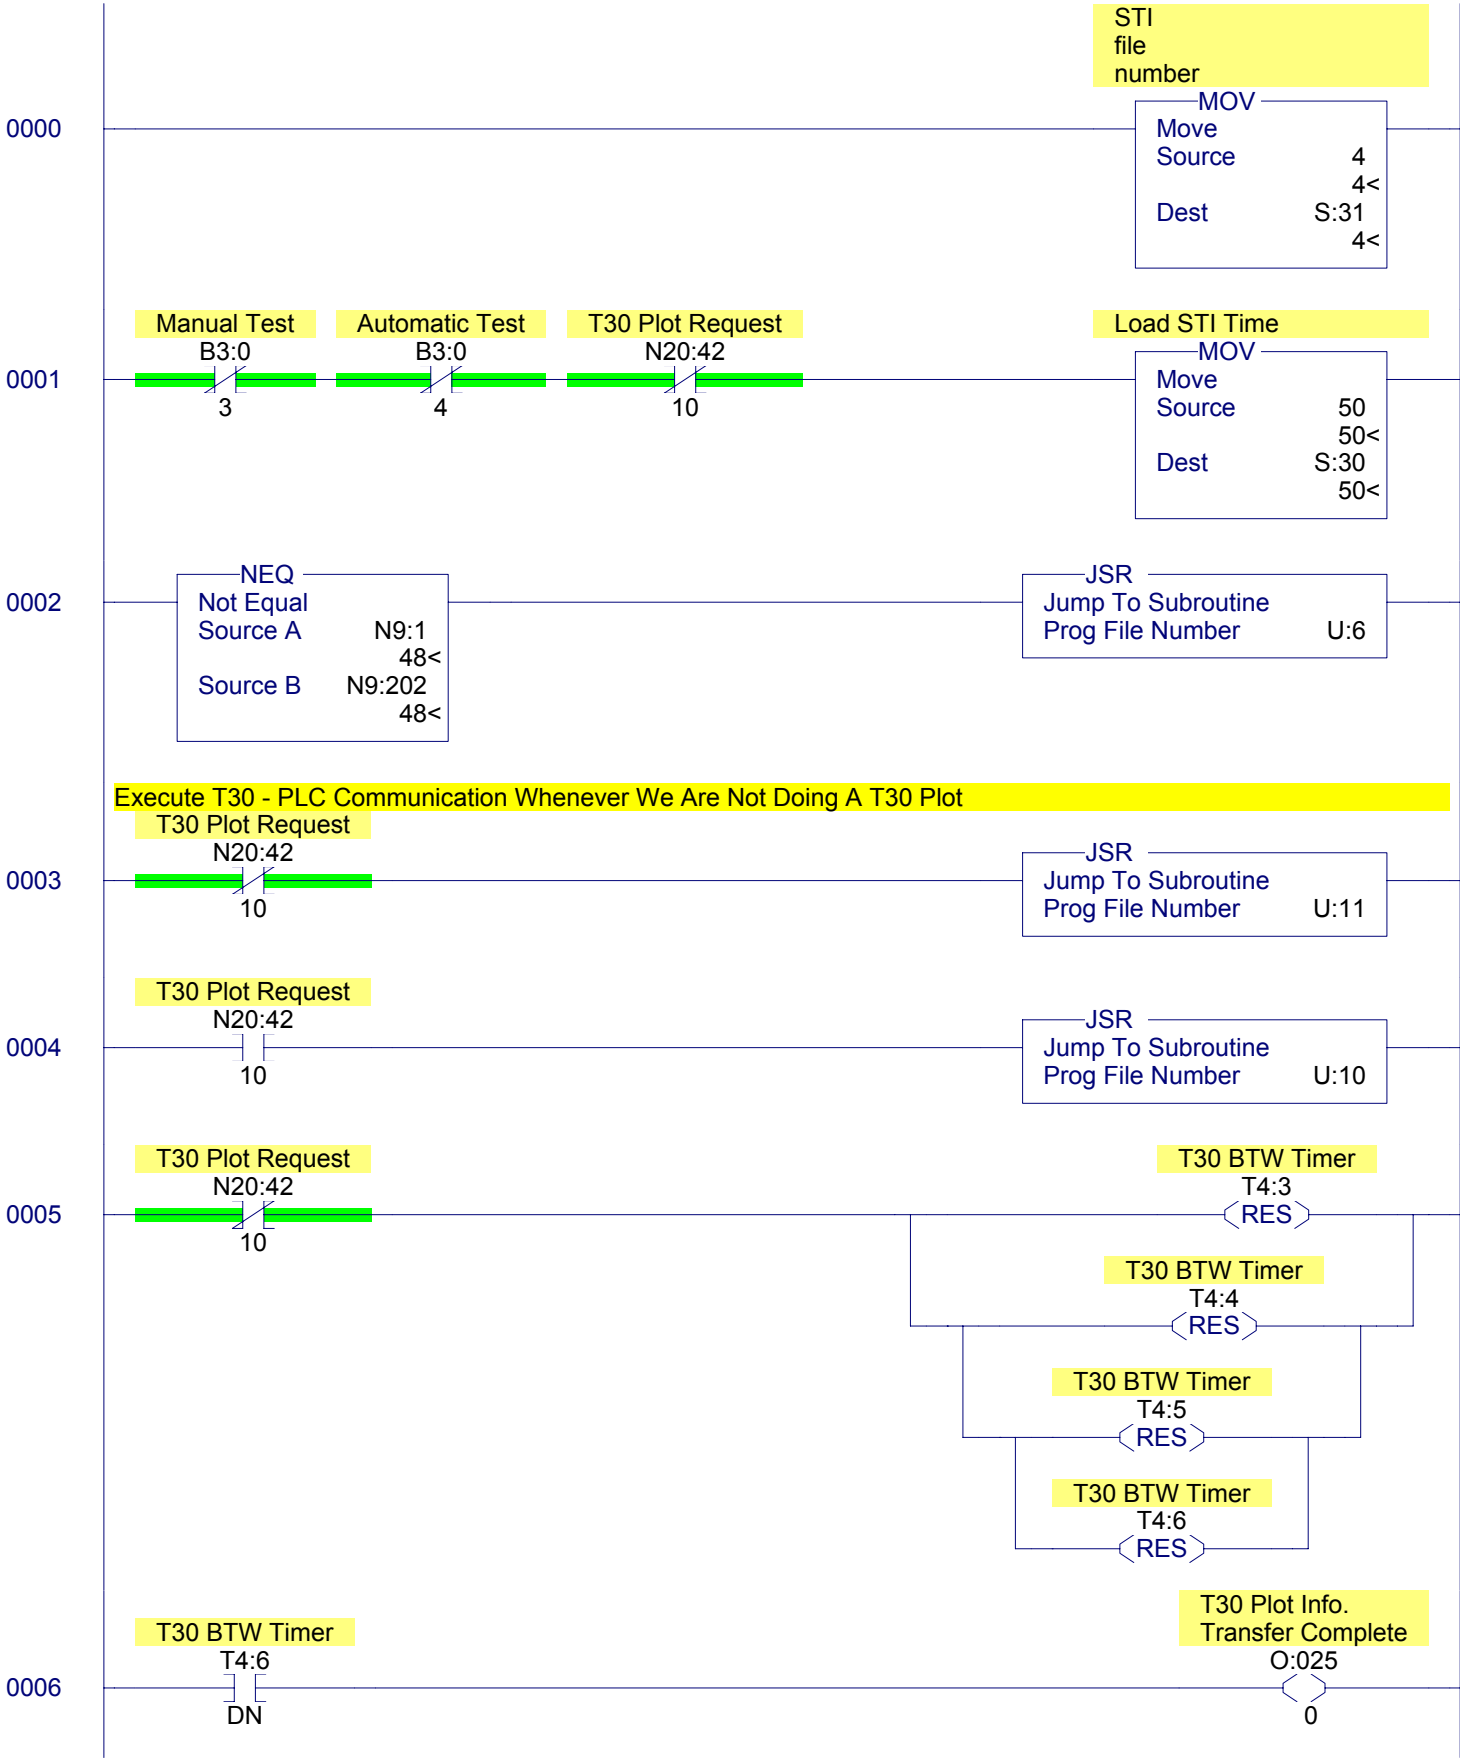 STI
file
number
MOV
0000
Move
Source 4
4<
Dest S:31
4<
Manual Test Automatic Test T30 Plot Request Load STI Time
B3:0 B3:0 N20:42 MOV
0001
3 4 10
Move
Source 50
50<
Dest S:30
50<
NEQ JSR
0002
Not Equal
Source A N9:1
48<
Source B N9:202
48<
Jump To Subroutine
Prog File Number U:6
Execute T30 - PLC Communication Whenever We Are Not Doing A T30 Plot
T30 Plot Request
N20:42 JSR
0003
10
Jump To Subroutine
Prog File Number U:11
T30 Plot Request
N20:42 JSR
0004
10
Jump To Subroutine
Prog File Number U:10
T30 Plot Request T30 BTW Timer
N20:42 T4:3
0005 RES
10
T30 BTW Timer
T4:4
RES
T30 BTW Timer
T4:5
RES
T30 BTW Timer
T4:6
RES
T30 Plot Info.
T30 BTW Timer Transfer Complete
T4:6 O:025
0006
DN 0